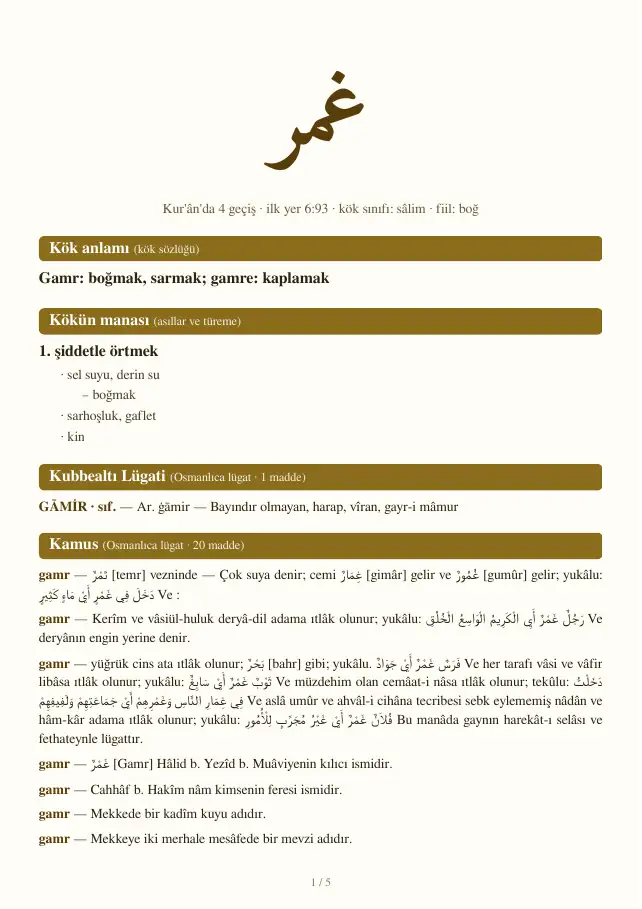 غمر
Kur'ân'da 4 geçiş · ilk yer 6:93 · kök sınıfı: sâlim · fiil: boğ
Kök anlamı (kök sözlüğü)
Gamr: boğmak, sarmak; gamre: kaplamak
Kökün manası (asıllar ve türeme)
1. şiddetle örtmek
· sel suyu, derin su
– boğmak
· sarhoşluk, gaflet
· kin
Kubbealtı Lügati (Osmanlıca lügat · 1 madde)
GĀMİR · sıf. — Ar. ġāmir — Bayındır olmayan, harap, vîran, gayr-i mâmur
Kamus (Osmanlıca lügat · 20 madde)
gamr — تَمْرٌ [temr] vezninde — Çok suya denir; cemi غِمَارٌ [gimâr] gelir ve غُمُورٌ [gumûr] gelir; yukâlu:
دَخَلَ فِي غَمْرٍ أَيْ مَاءٍ كَثِيرٍ Ve :
gamr — Kerîm ve vâsiül-huluk deryâ-dil adama ıtlâk olunur; yukâlu: رَجُلٌ غَمْرٌ أَيِ الْكَرِيمُ الْوَاسِعُ الْخُلْقِ Ve
deryânın engin yerine denir.
gamr — yüğrük cins ata ıtlâk olunur; بَحْرٌ [bahr] gibi; yukâlu. فَرَسٌ غَمْرٌ أَيْ جَوَادٌ Ve her tarafı vâsi ve vâfir
libâsa ıtlâk olunur; yukâlu: ثَوْبٌ غَمْرٌ أَيْ سَابِغٌ Ve müzdehim olan cemâat-i nâsa ıtlâk olunur; tekûlu: دَخَلْتُ
فِي غِمَارِ النَّاسِ وَغَمْرِهِمْ أَيْ جَمَاعَتِهِمْ وَلَفِيفِهِمْ Ve aslâ umûr ve ahvâl-i cihâna tecribesi sebk eylememiş nâdân ve
hâm-kâr adama ıtlâk olunur; yukâlu: فُلَانٌ غَمْرٌ أَيْ غَيْرُ مُجَرَّبٍ لِلْأُمُورِ Bu manâda gaynın harekât-ı selâsı ve
fethateynle lügattir.
gamr — غَمْرٌ [Gamr] Hâlid b. Yezîd b. Muâviyenin kılıcı ismidir.
gamr — Cahhâf b. Hakîm nâm kimsenin feresi ismidir.
gamr — Mekkede bir kadîm kuyu adıdır.
gamr — Mekkeye iki merhale mesâfede bir mevzi adıdır.
1 / 5